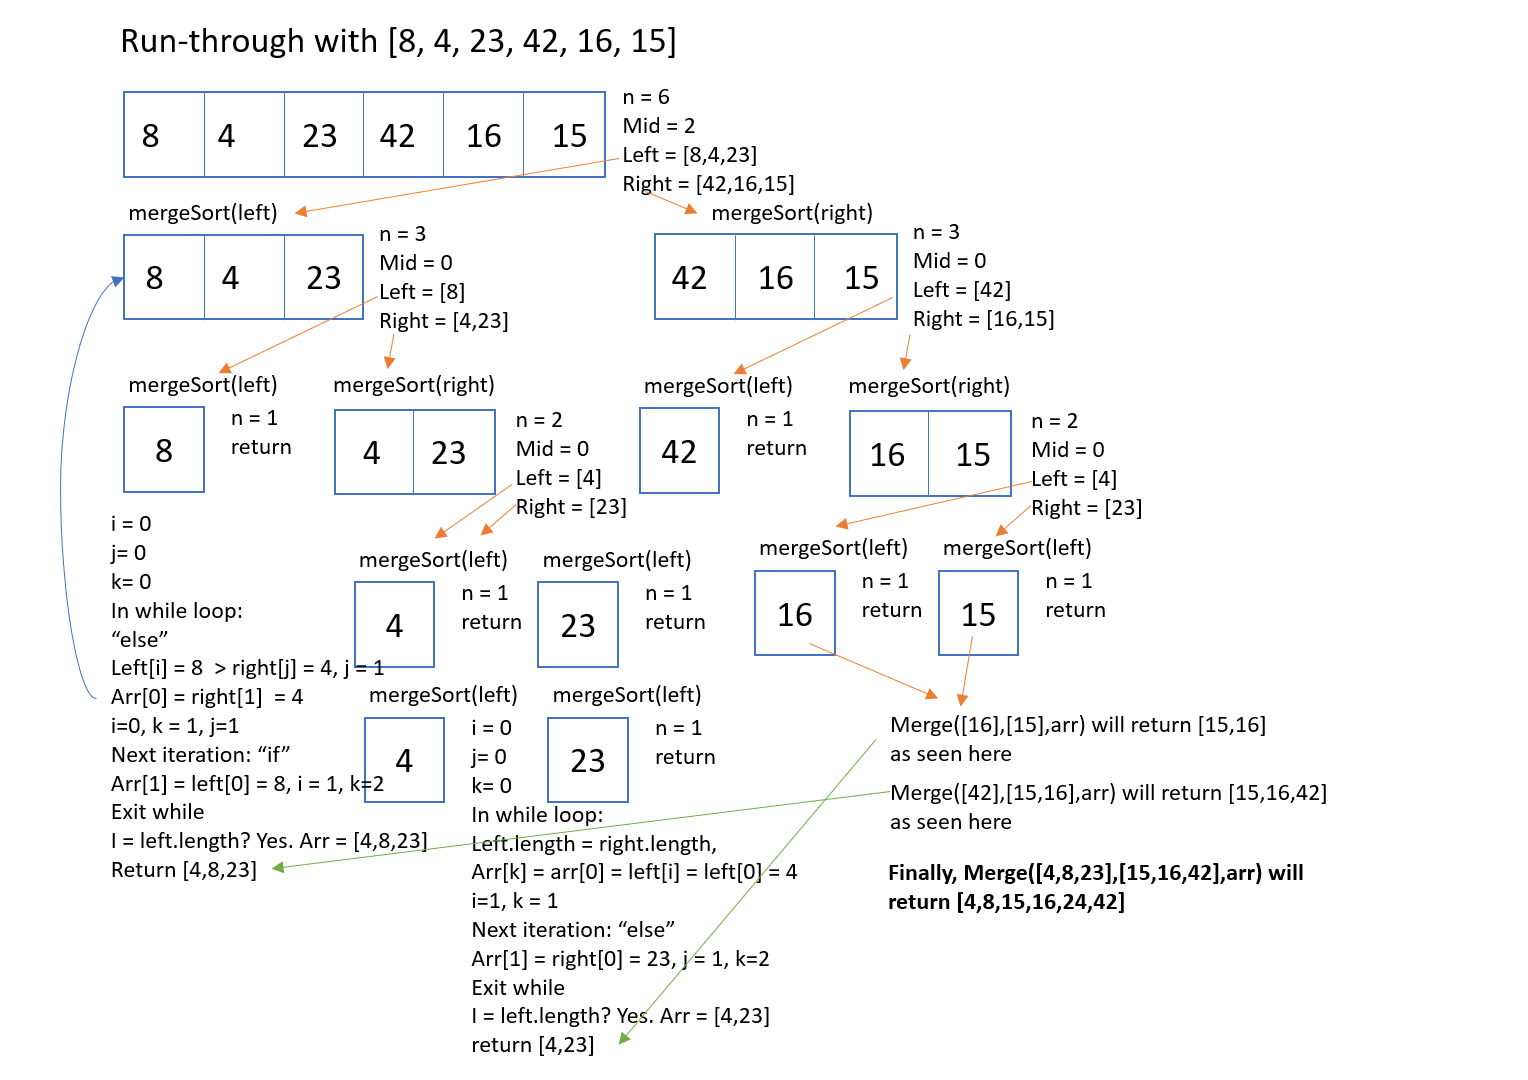 Run-through with [8, 4, 23, 42, 16, 15]
8 4 23 42 16 15
n = 6
Mid = 2
Left = [8,4,23]
Right = [42,16,15]
mergeSort(left)
8 4 23
n = 3
Mid = 0
Left = [8]
Right = [4,23]
mergeSort(right)
42 16 15
n = 3
Mid = 0
Left = [42]
Right = [16,15]
mergeSort(left)
8
n = 1
return
mergeSort(right)
4 23
n = 2
Mid = 0
Left = [4]
Right = [23]
mergeSort(left)
42
n = 1
return
mergeSort(right)
16 15
n = 2
Mid = 0
Left = [4]
Right = [23]
mergeSort(left)
4
n = 1
return
mergeSort(left)
23
n = 1
return
mergeSort(left)
16
n = 1
return
mergeSort(left)
15
n = 1
return
i = 0
j= 0
k= 0
In while loop:
“else”
Left[i] = 8  > right[j] = 4, j = 1
Arr[0] = right[1]  = 4
i=0, k = 1, j=1
Next iteration: “if”
Arr[1] = left[0] = 8, i = 1, k=2
Exit while
I = left.length? Yes. Arr = [4,8,23]
Return [4,8,23]
mergeSort(left)
4
i = 0
j= 0
k= 0
In while loop:
Left.length = right.length,
Arr[k] = arr[0] = left[i] = left[0] = 4
i=1, k = 1
Next iteration: “else”
Arr[1] = right[0] = 23, j = 1, k=2
Exit while
I = left.length? Yes. Arr = [4,23]
return [4,23]
mergeSort(left)
23
n = 1
return
Merge([16],[15],arr) will return [15,16]
as seen here
Merge([42],[15,16],arr) will return [15,16,42]
as seen here
Finally, Merge([4,8,23],[15,16,42],arr) will
return [4,8,15,16,24,42]